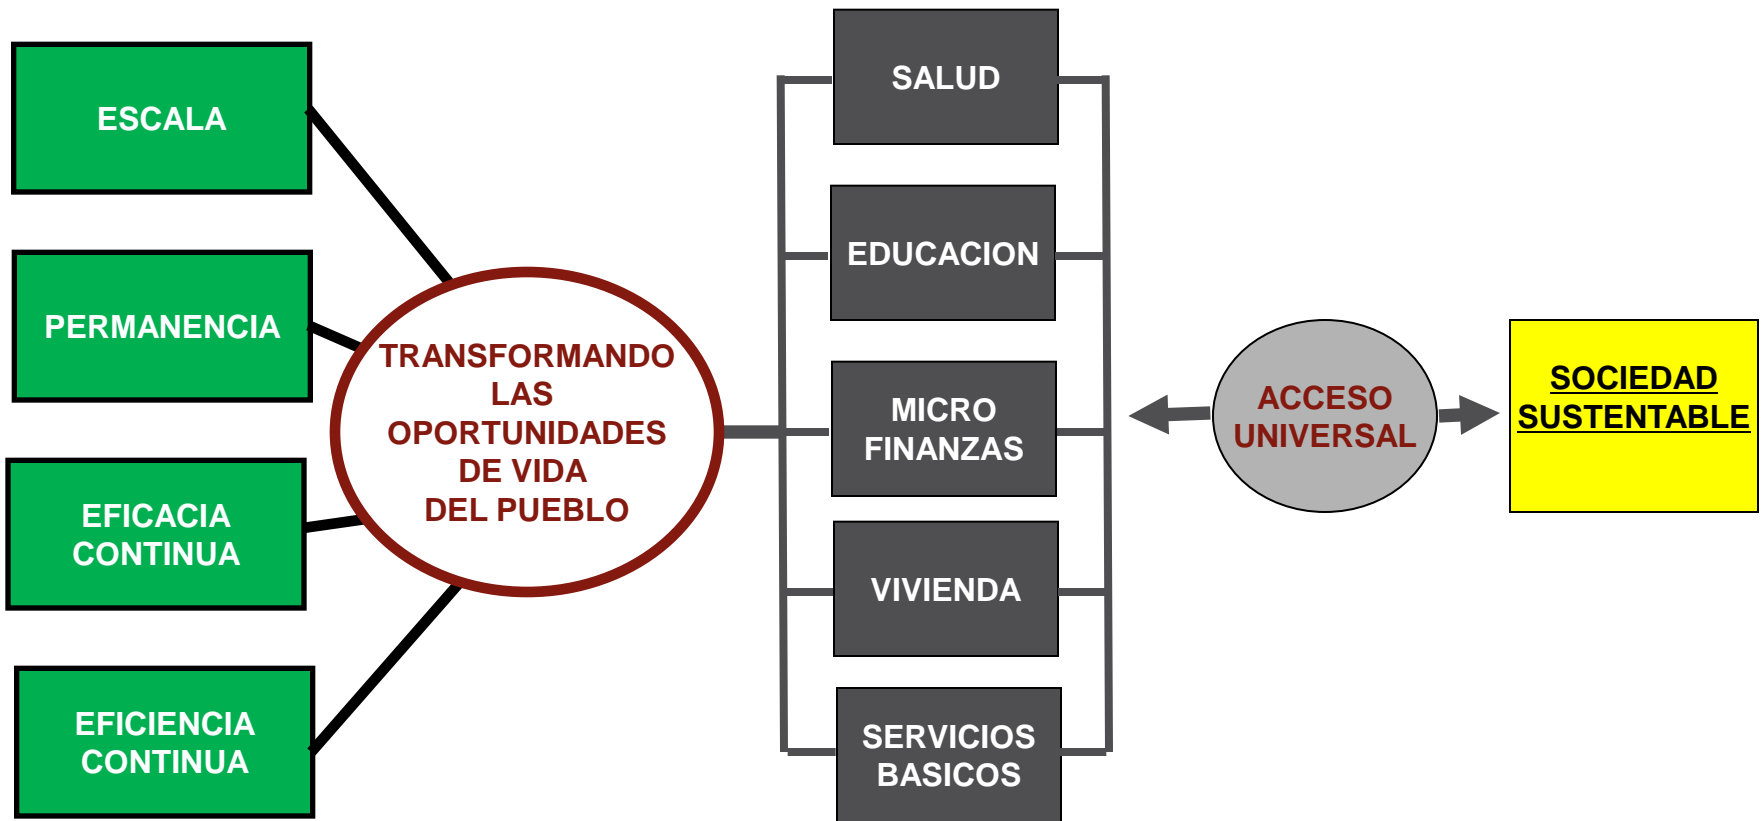 ESCALA
PERMANENCIA
EFICACIA
CONTINUA
EFICIENCIA
CONTINUA
TRANSFORMANDO
LAS
OPORTUNIDADES
DE VIDA
DEL PUEBLO
SALUD
EDUCACION
MICRO
FINANZAS
VIVIENDA
SERVICIOS
BASICOS
ACCESO
UNIVERSAL
SOCIEDAD
SUSTENTABLE